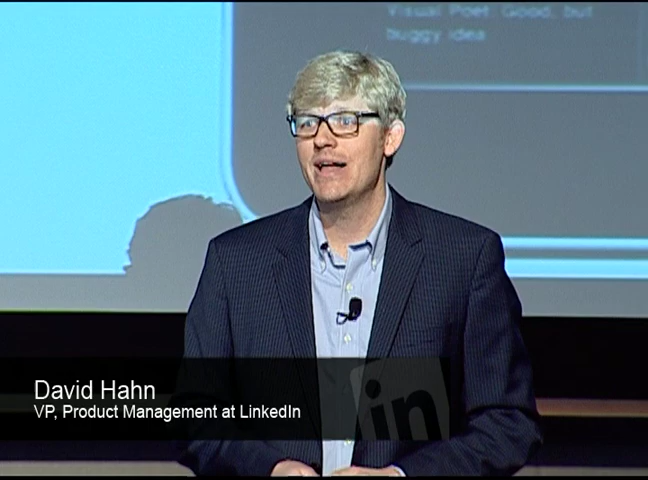 Visual Poet: Good, but
buggy idea
David Hahn
VP, Product Management at LinkedIn
in